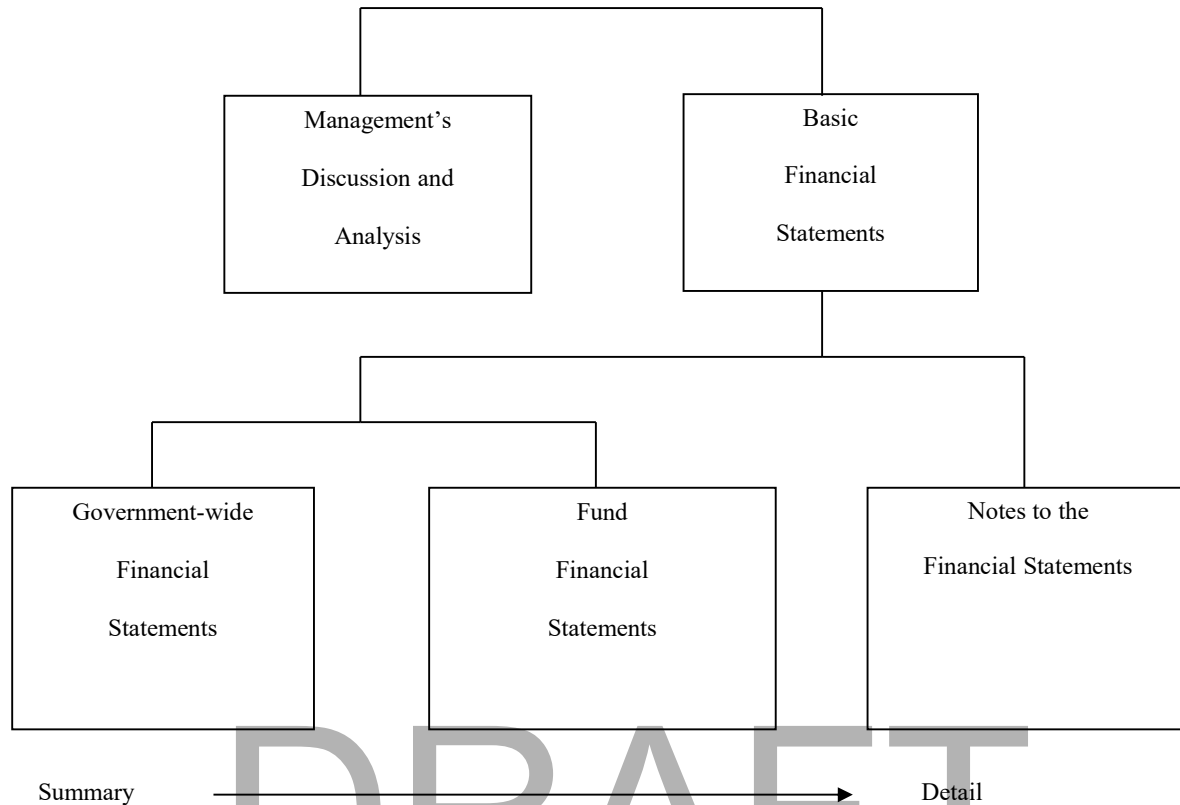 Management’s
Discussion and
Analysis
Basic
Financial
Statements
Government-wide
Financial
Statements
Fund
Financial
Statements
Notes to the
Financial Statements
Summary
Detail
DRAFT